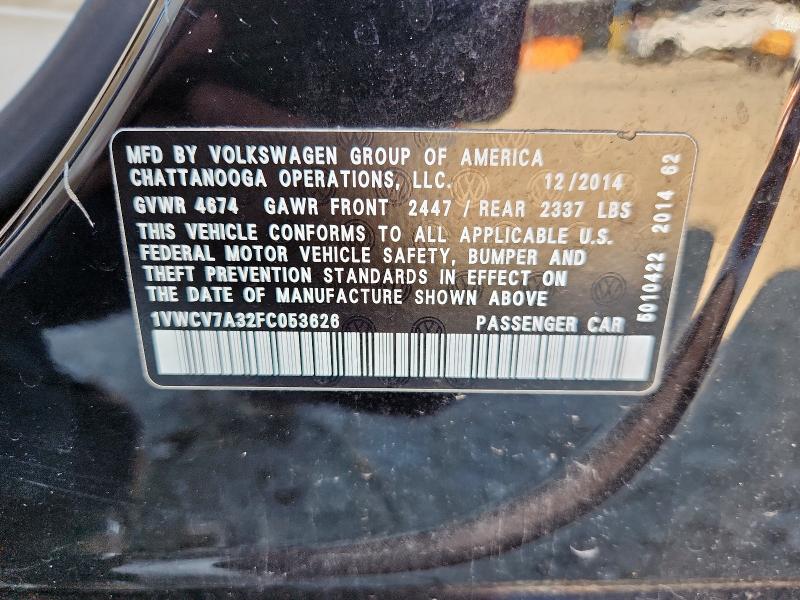 MFD BY VOLKSWAGEN GROUP OF AMERICA
CHATTANOOGA OPERATIONS, LLC. 12/2014
GVWR 4674 GAWR FRONT 2447 / REAR 2337 LBS
THIS VEHICLE CONFORMS TO ALL APPLICABLE U.S.
FEDERAL MOTOR VEHICLE SAFETY, BUMPER AND
THEFT PREVENTION STANDARDS IN EFFECT ON
THE DATE OF MANUFACTURE SHOWN ABOVE
1VWCV7A32FC053626 PASSENGER CAR
5010422 2014 62